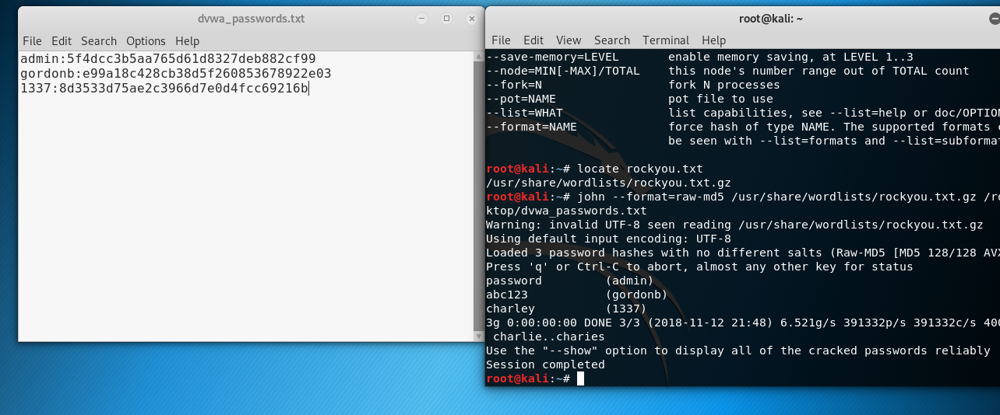 dvwa_passwords.txt
File Edit Search Options Help
admin:5f4dcc3b5aa765d61d8327deb882cf99
gordonb:e99a18c428cb38d5f260853678922e03
1337:8d3533d75ae2c3966d7e0d4fcc69216b
root@kali: ~
File Edit View Search Terminal Help
--save-memory=LEVEL enable memory saving, at LEVEL 1..3
--node=MIN[-MAX]/TOTAL this node's number range out of TOTAL count
--fork=N fork N processes
--pot=NAME pot file to use
--list=WHAT list capabilities, see --list=help or doc/OPTION
--format=NAME force hash of type NAME. The supported formats c
be seen with --list=formats and --list=subformat
root@kali:~# locate rockyou.txt
/usr/share/wordlists/rockyou.txt.gz
root@kali:~# john --format=raw-md5 /usr/share/wordlists/rockyou.txt.gz /ro
ktop/dvwa_passwords.txt
Warning: invalid UTF-8 seen reading /usr/share/wordlists/rockyou.txt.gz
Using default input encoding: UTF-8
Loaded 3 password hashes with no different salts (Raw-MD5 [MD5 128/128 AVX
Press 'q' or Ctrl-C to abort, almost any other key for status
password (admin)
abc123 (gordonb)
charley (1337)
3g 0:00:00:00 DONE 3/3 (2018-11-12 21:48) 6.521g/s 391332p/s 391332c/s 400
charlie..charies
Use the "--show" option to display all of the cracked passwords reliably
Session completed
root@kali:~#